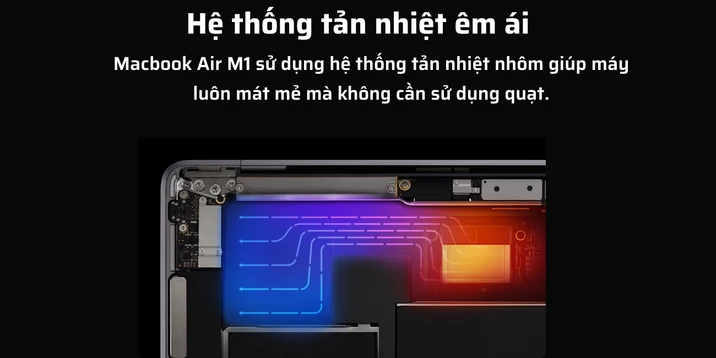 Hệ thống tản nhiệt êm ái
Macbook Air M1 sử dụng hệ thống tản nhiệt nhôm giúp máy
luôn mát mẻ mà không cần sử dụng quạt.